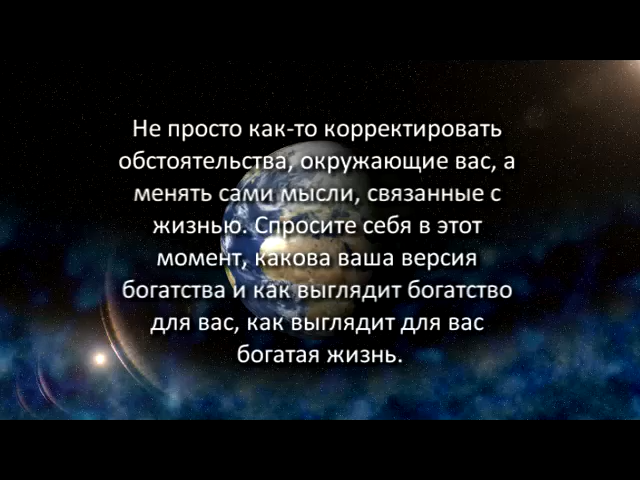 Не просто как-то корректировать
обстоятельства, окружающие вас, а
менять сами мысли, связанные с
жизнью. Спросите себя в этот
момент, какова ваша версия
богатства и как выглядит богатство
для вас, как выглядит для вас
богатая жизнь.